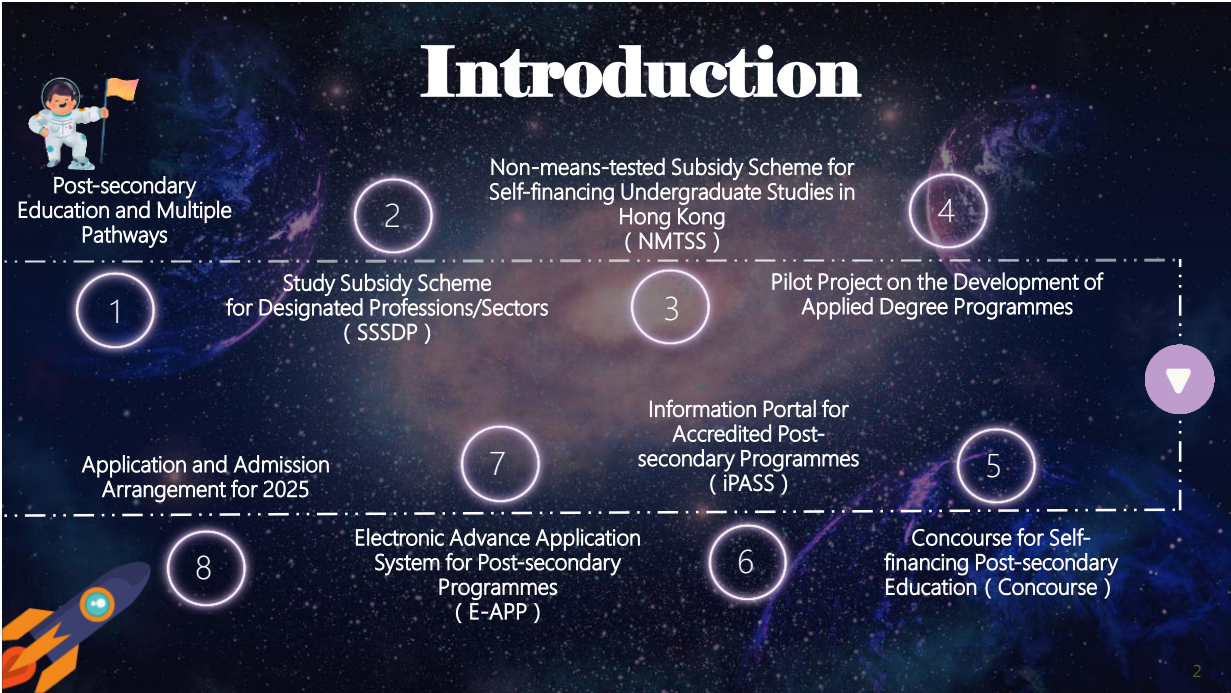 Introduction
Post-secondary
Education and Multiple
Pathways
1
2
Study Subsidy Scheme
for Designated Professions/Sectors
( SSSDP )
Non-means-tested Subsidy Scheme for
Self-financing Undergraduate Studies in
Hong Kong
( NMTSS )
3
4
Pilot Project on the Development of
Applied Degree Programmes
5
Concourse for Self-
financing Post-secondary
Education ( Concourse )
Information Portal for
Accredited Post-
secondary Programmes
( iPASS )
6
7
Electronic Advance Application
System for Post-secondary
Programmes
( E-APP )
Application and Admission
Arrangement for 2025
8
2